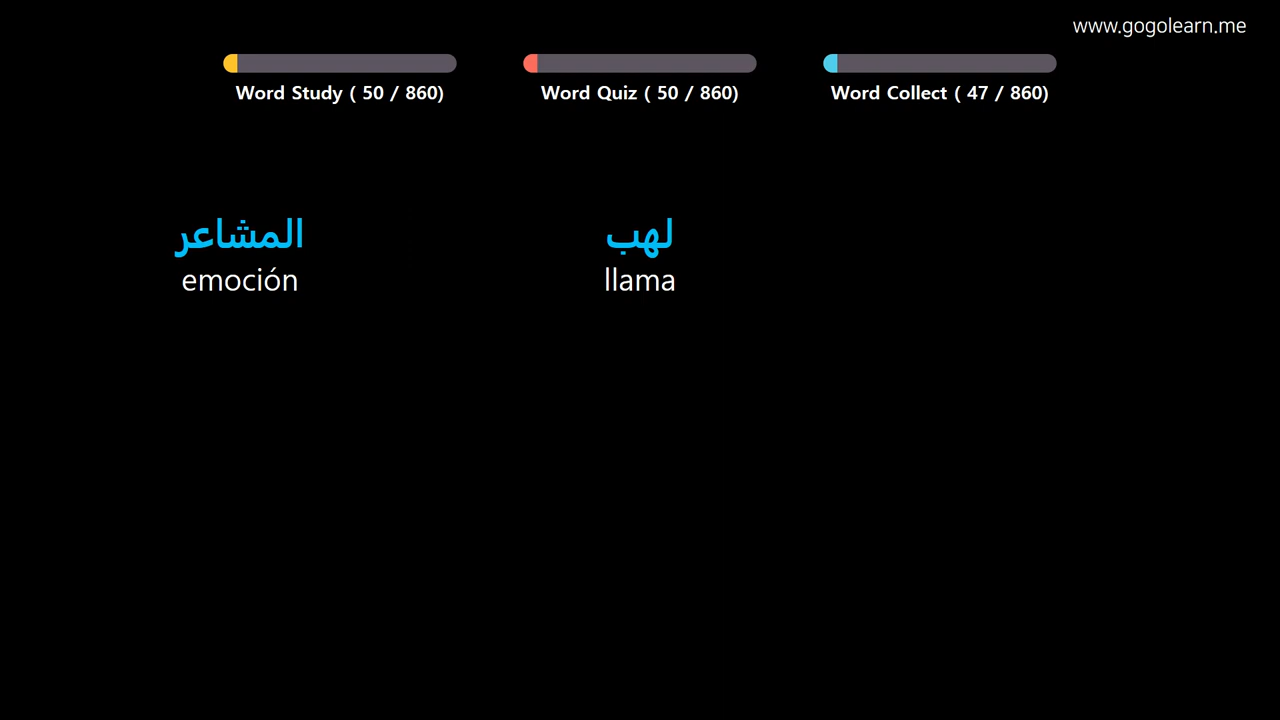 www.gogolearn.me
Word Study ( 50 / 860)
Word Quiz ( 50 / 860)
Word Collect ( 47 / 860)
المشاعر
emoción
لهب
llama